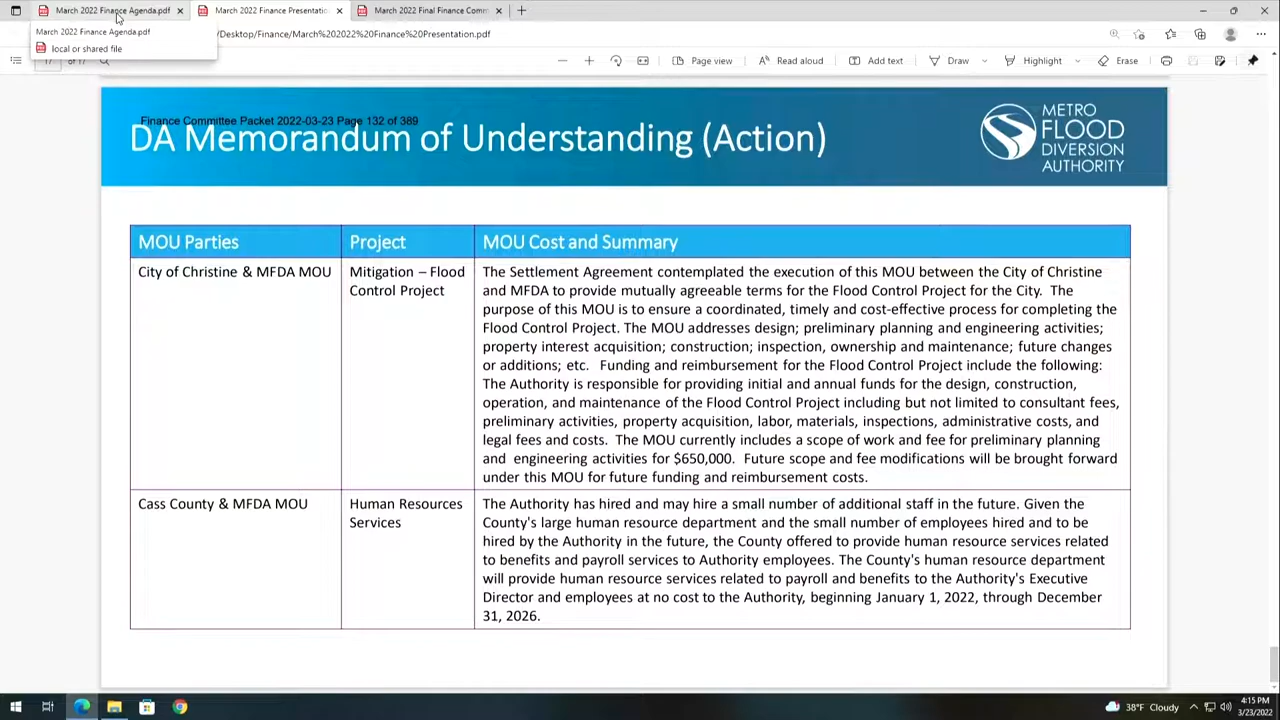 March 2022 Finance Agenda.pdf
March 2022 Finance Presentatio
March 2022 Final Finance Comm
March 2022 Finance Agenda.pdf
local or shared file
/Desktop/Finance/March%202022%20Finance%20Presentation.pdf
17 of 17
Page view
Read aloud
Add text
Draw
Highlight
Erase
Finance Committee Packet 2022-03-23 Page 132 of 389
DA Memorandum of Understanding (Action)
METRO
FLOOD
DIVERSION
AUTHORITY
MOU Parties
Project
MOU Cost and Summary
City of Christine & MFDA MOU
Mitigation – Flood
Control Project
The Settlement Agreement contemplated the execution of this MOU between the City of Christine
and MFDA to provide mutually agreeable terms for the Flood Control Project for the City. The
purpose of this MOU is to ensure a coordinated, timely and cost-effective process for completing the
Flood Control Project. The MOU addresses design; preliminary planning and engineering activities;
property interest acquisition; construction; inspection, ownership and maintenance; future changes
or additions; etc. Funding and reimbursement for the Flood Control Project include the following:
The Authority is responsible for providing initial and annual funds for the design, construction,
operation, and maintenance of the Flood Control Project including but not limited to consultant fees,
preliminary activities, property acquisition, labor, materials, inspections, administrative costs, and
legal fees and costs. The MOU currently includes a scope of work and fee for preliminary planning
and engineering activities for $650,000. Future scope and fee modifications will be brought forward
under this MOU for future funding and reimbursement costs.
Cass County & MFDA MOU
Human Resources
Services
The Authority has hired and may hire a small number of additional staff in the future. Given the
County's large human resource department and the small number of employees hired and to be
hired by the Authority in the future, the County offered to provide human resource services related
to benefits and payroll services to Authority employees. The County's human resource department
will provide human resource services related to payroll and benefits to the Authority's Executive
Director and employees at no cost to the Authority, beginning January 1, 2022, through December
31, 2026.
38°F Cloudy
4:15 PM
3/23/2022